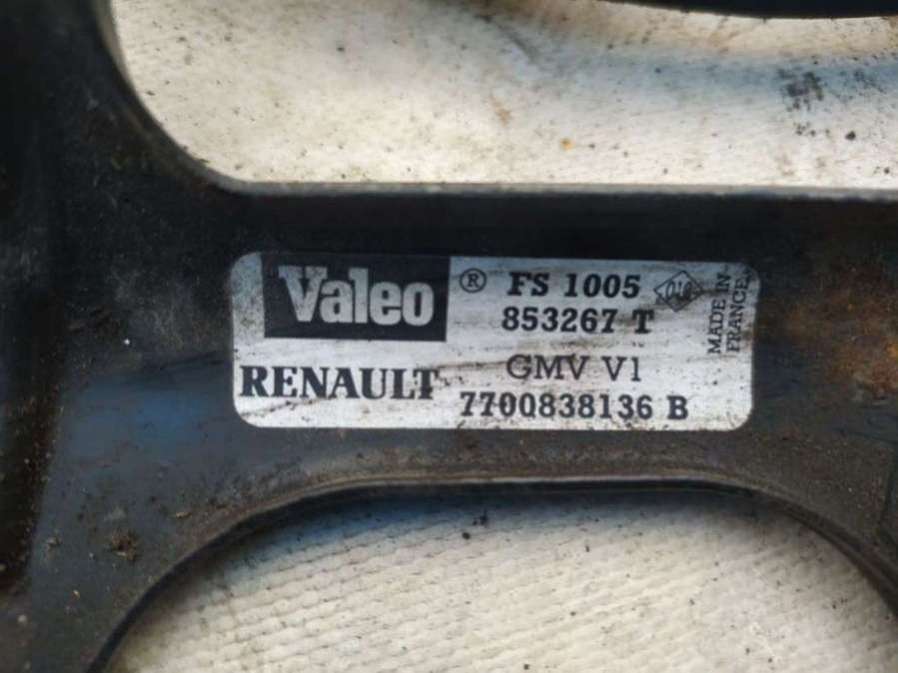 Valeo ® FS 1005
853267 T
MADE IN
FRANCE
GMV V1
RENAULT
7700838136 B